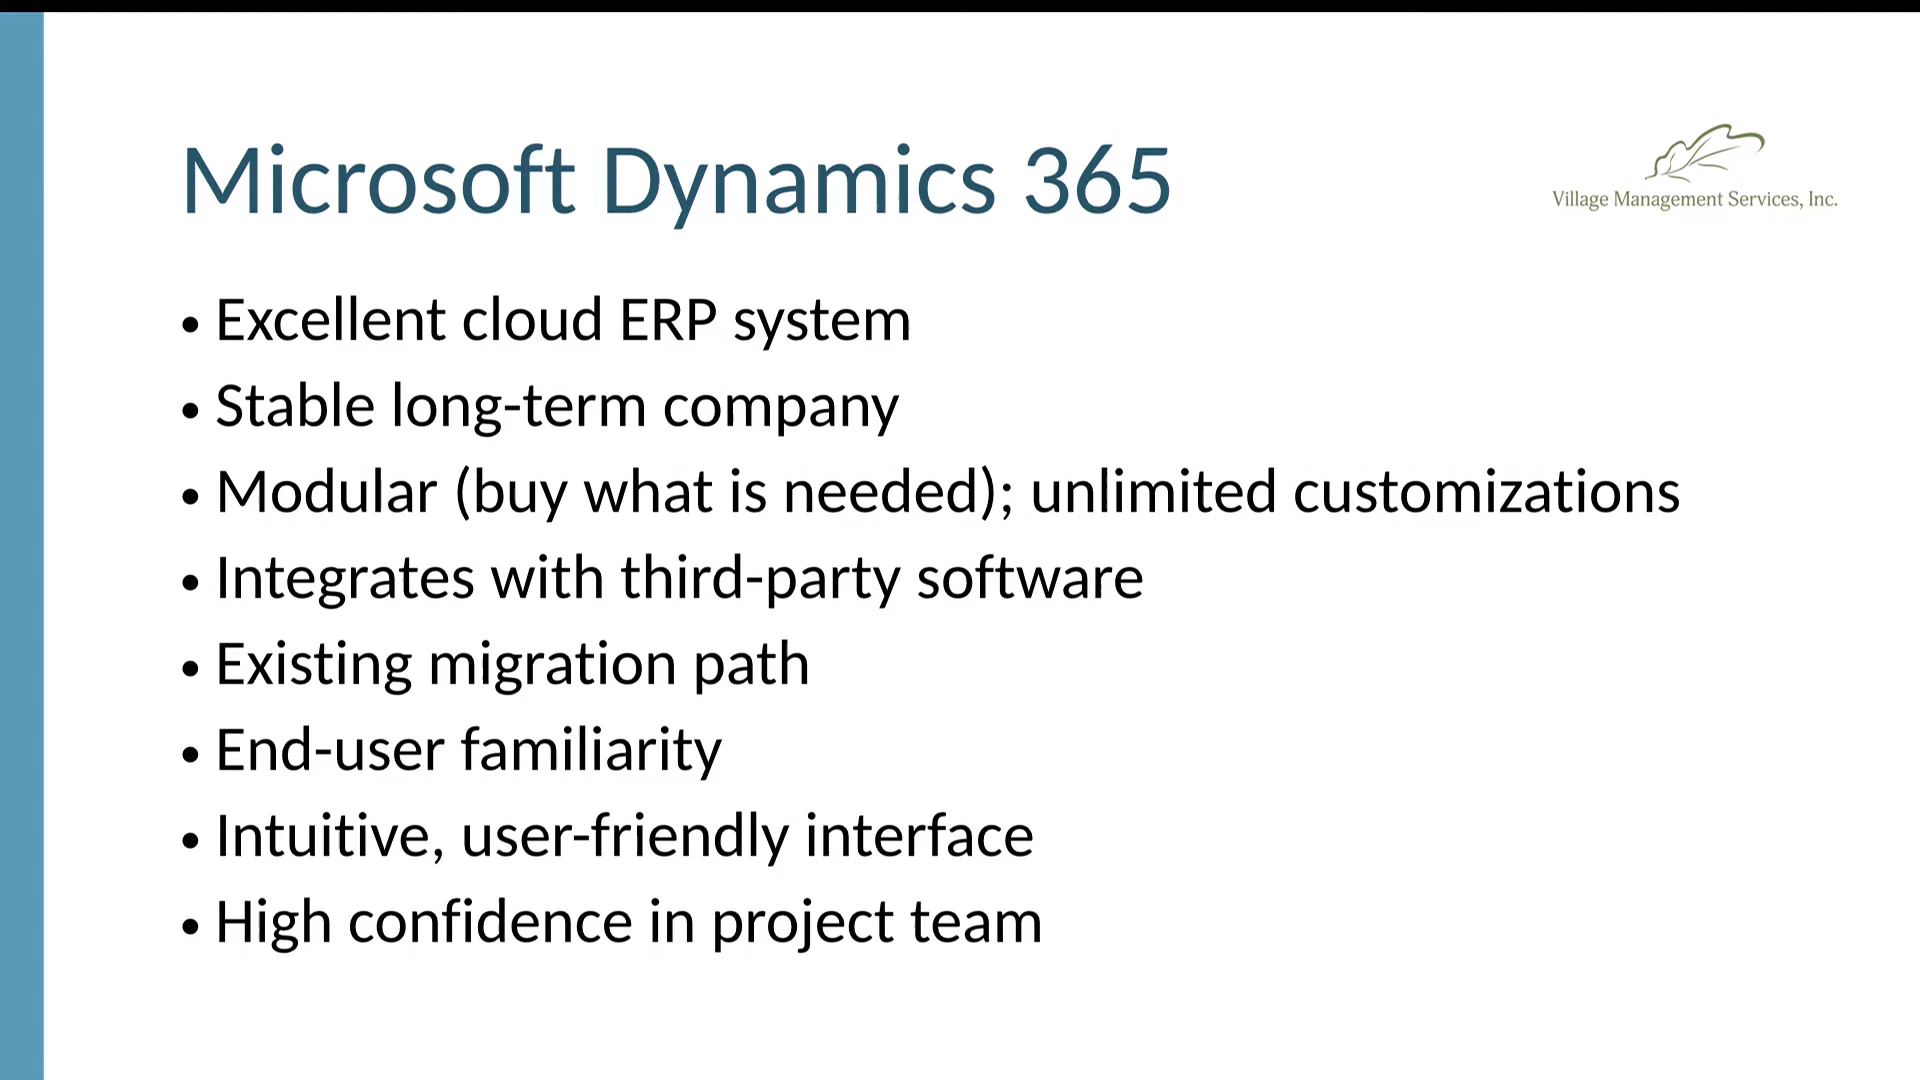 Microsoft Dynamics 365
Village Management Services, Inc.
• Excellent cloud ERP system
• Stable long-term company
• Modular (buy what is needed); unlimited customizations
• Integrates with third-party software
• Existing migration path
• End-user familiarity
• Intuitive, user-friendly interface
• High confidence in project team